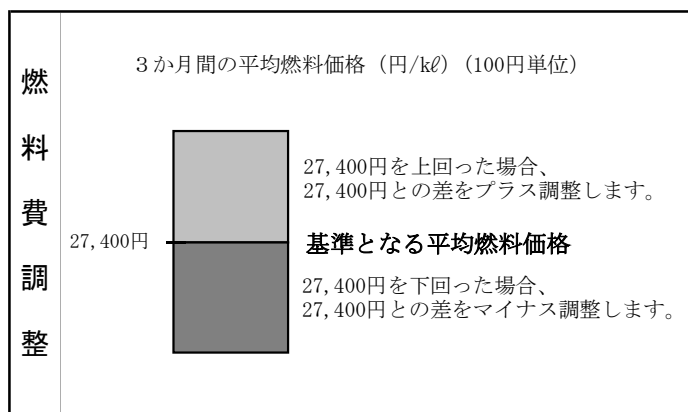 燃料費調整
3か月間の平均燃料価格（円/kℓ）（100円単位）
27,400円を上回った場合、
27,400円との差をプラス調整します。
27,400円
基準となる平均燃料価格
27,400円を下回った場合、
27,400円との差をマイナス調整します。